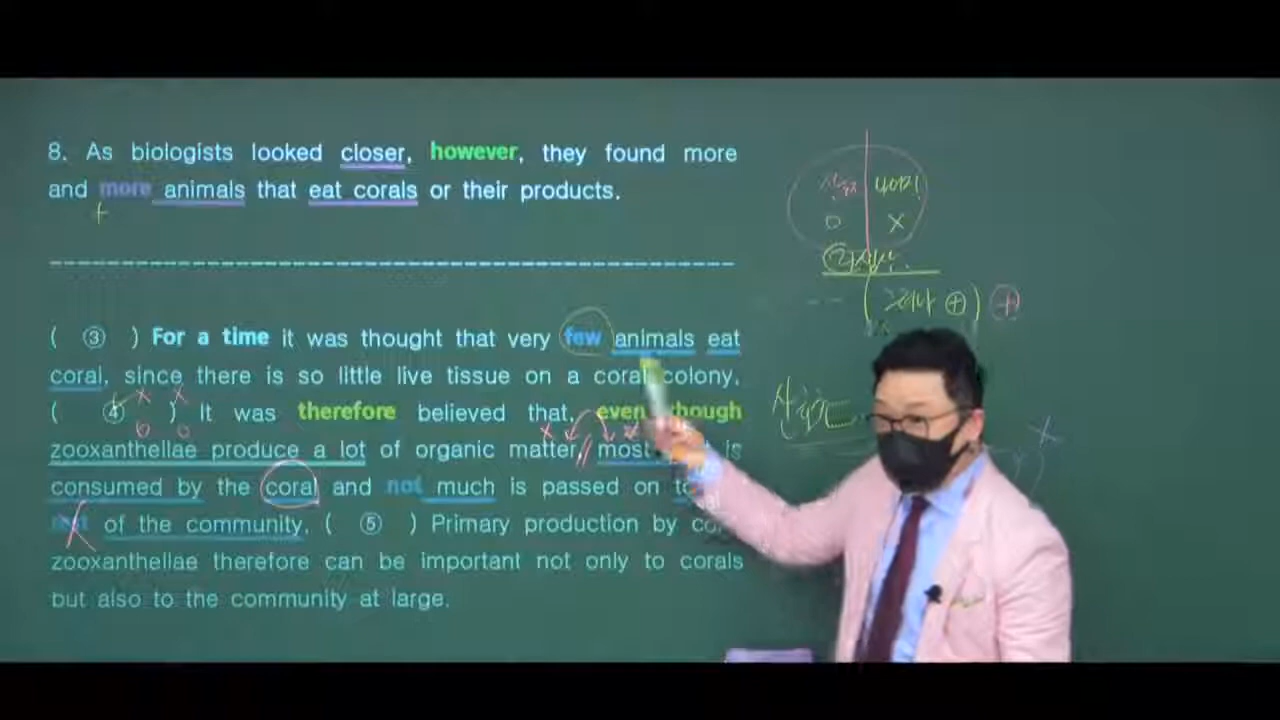 8. As biologists looked closer, however, they found more
and more animals that eat corals or their products.
( ③ ) For a time it was thought that very few animals eat
coral, since there is so little live tissue on a coral colony.
( ④ ) It was therefore believed that, even though
zooxanthellae produce a lot of organic matter, most is
consumed by the coral and not much is passed on
of the community. ( ⑤ ) Primary production by
zooxanthellae therefore can be important not only to corals
but also to the community at large.